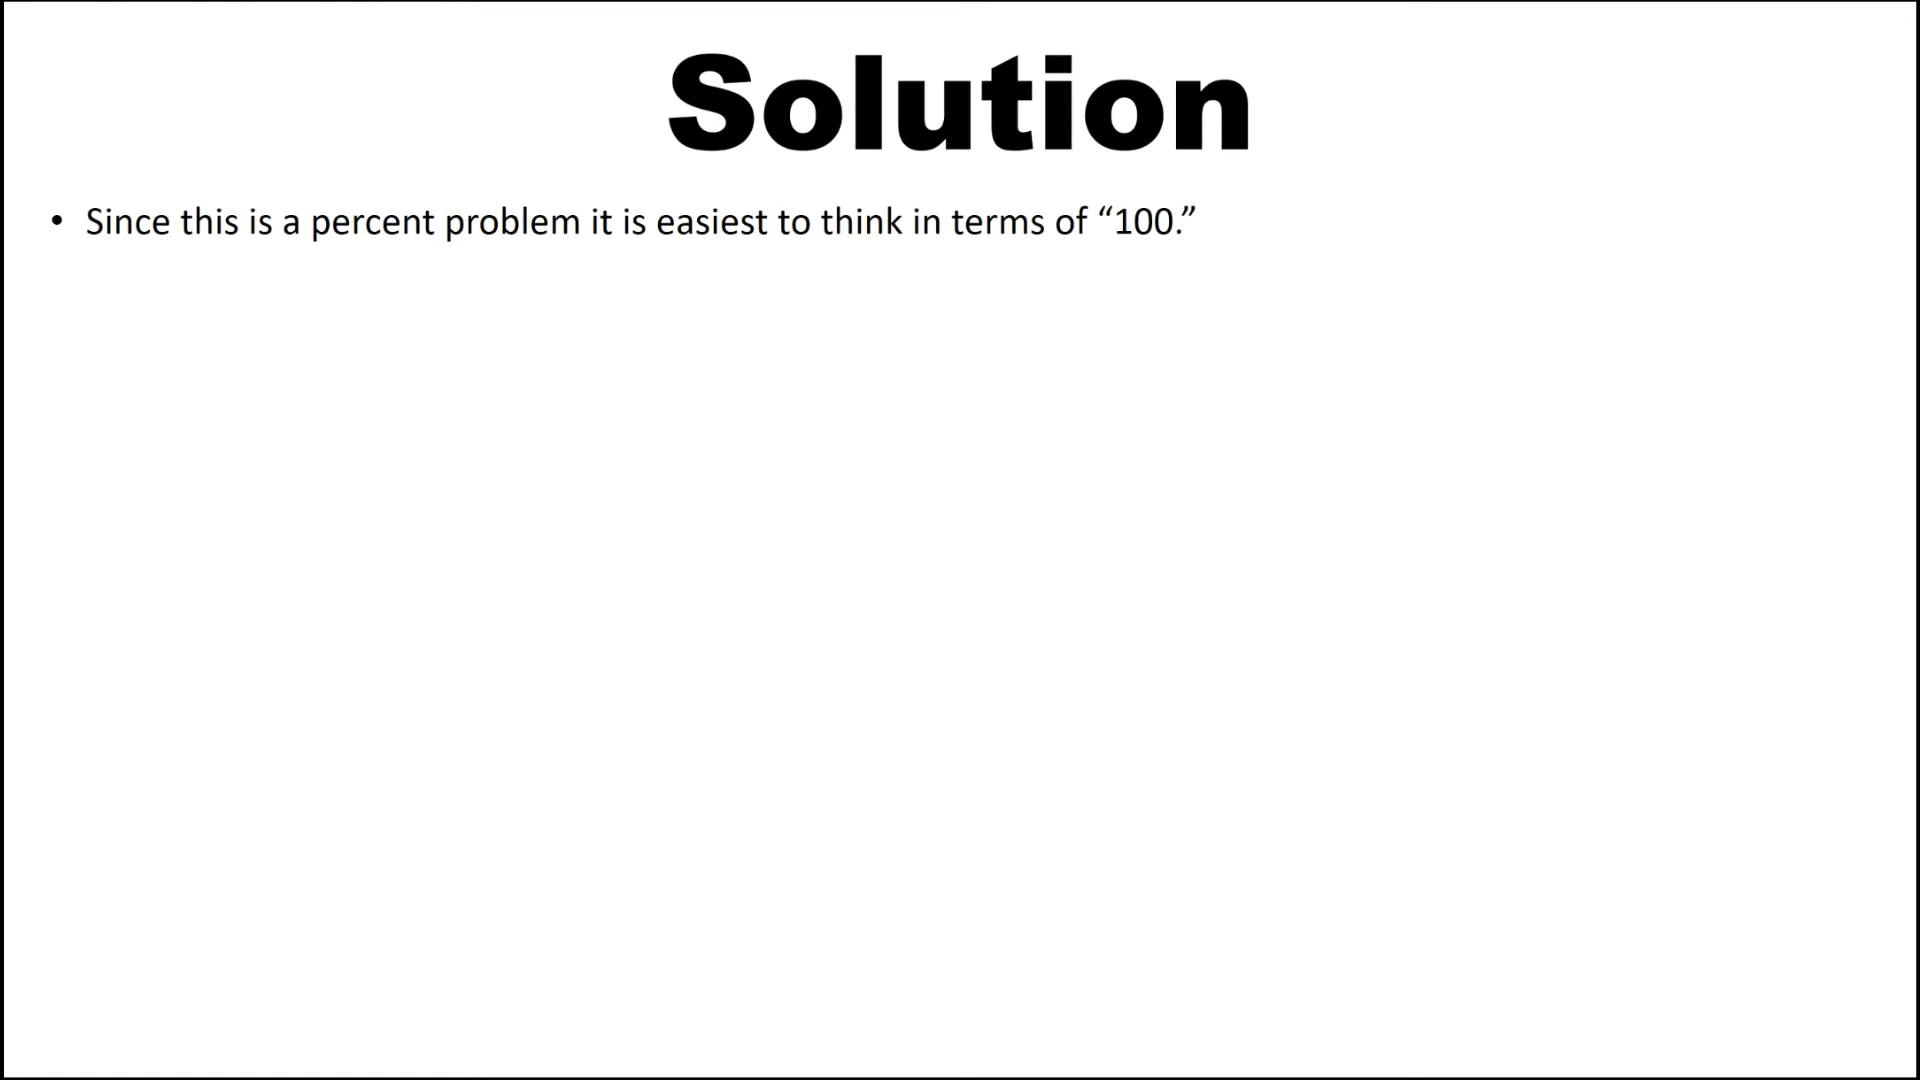 Solution
• Since this is a percent problem it is easiest to think in terms of “100.”